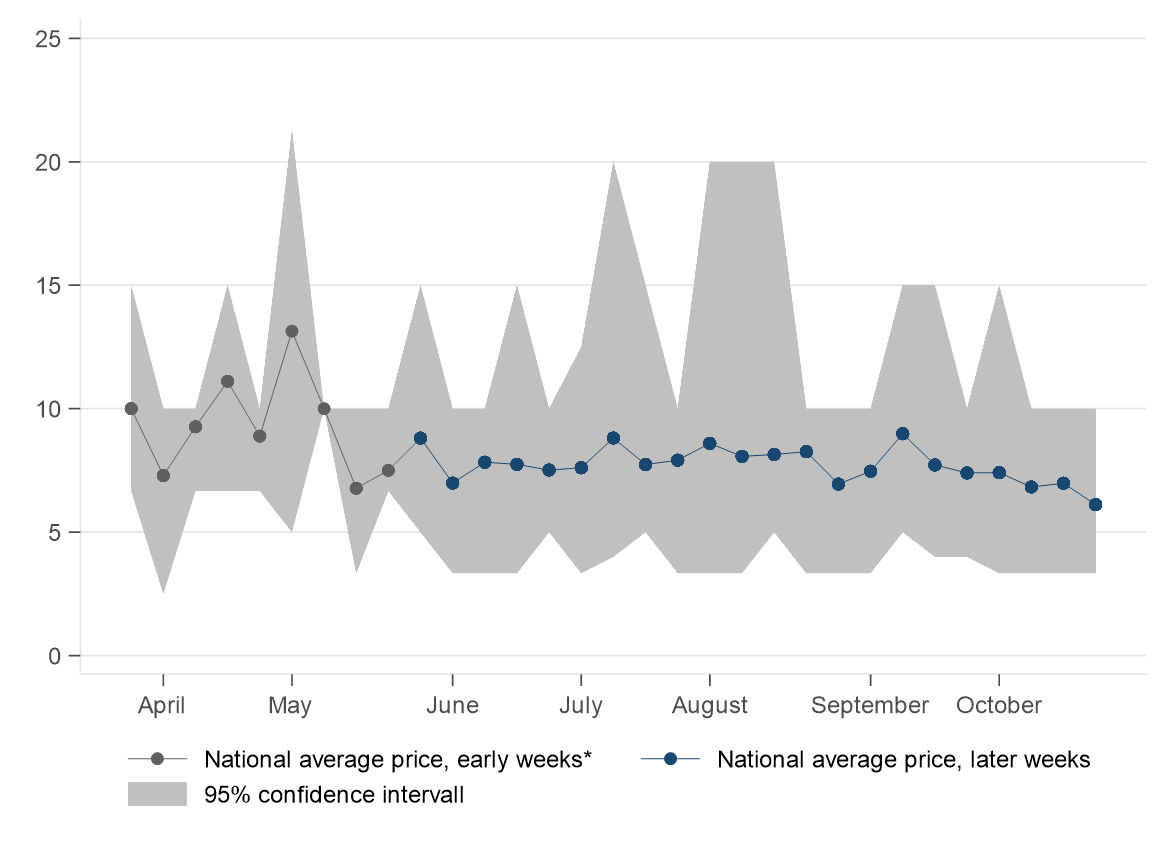 25
20
15
10
5
0
April May June July August September October
National average price, early weeks* National average price, later weeks
95% confidence intervall